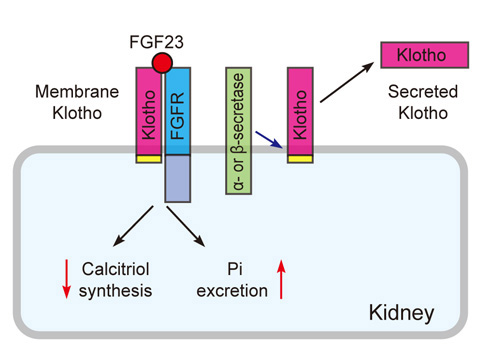 FGF23
Membrane
Klotho
Klotho
FGFR
α- or β-secretase
Klotho
Klotho
Secreted
Klotho
Calcitriol
synthesis
Pi
excretion
Kidney